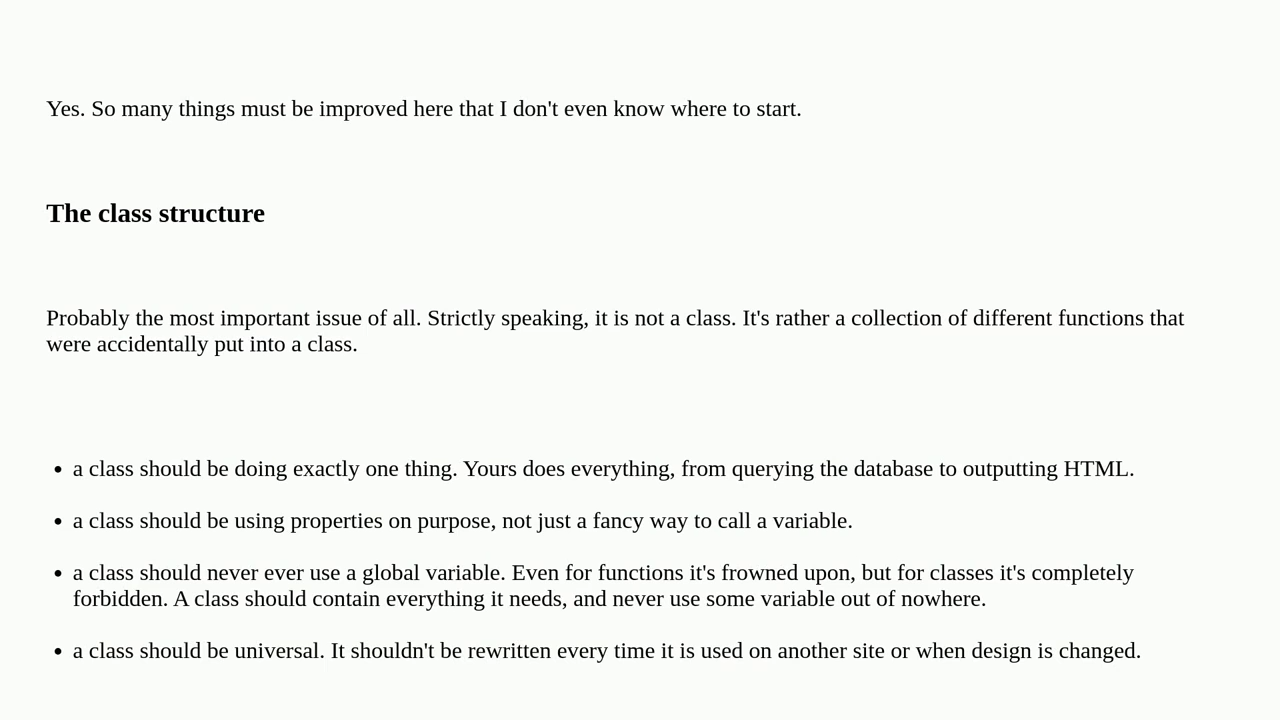 Yes. So many things must be improved here that I don't even know where to start.
The class structure
Probably the most important issue of all. Strictly speaking, it is not a class. It's rather a collection of different functions that
were accidentally put into a class.
• a class should be doing exactly one thing. Yours does everything, from querying the database to outputting HTML.
• a class should be using properties on purpose, not just a fancy way to call a variable.
• a class should never ever use a global variable. Even for functions it's frowned upon, but for classes it's completely
forbidden. A class should contain everything it needs, and never use some variable out of nowhere.
• a class should be universal. It shouldn't be rewritten every time it is used on another site or when design is changed.